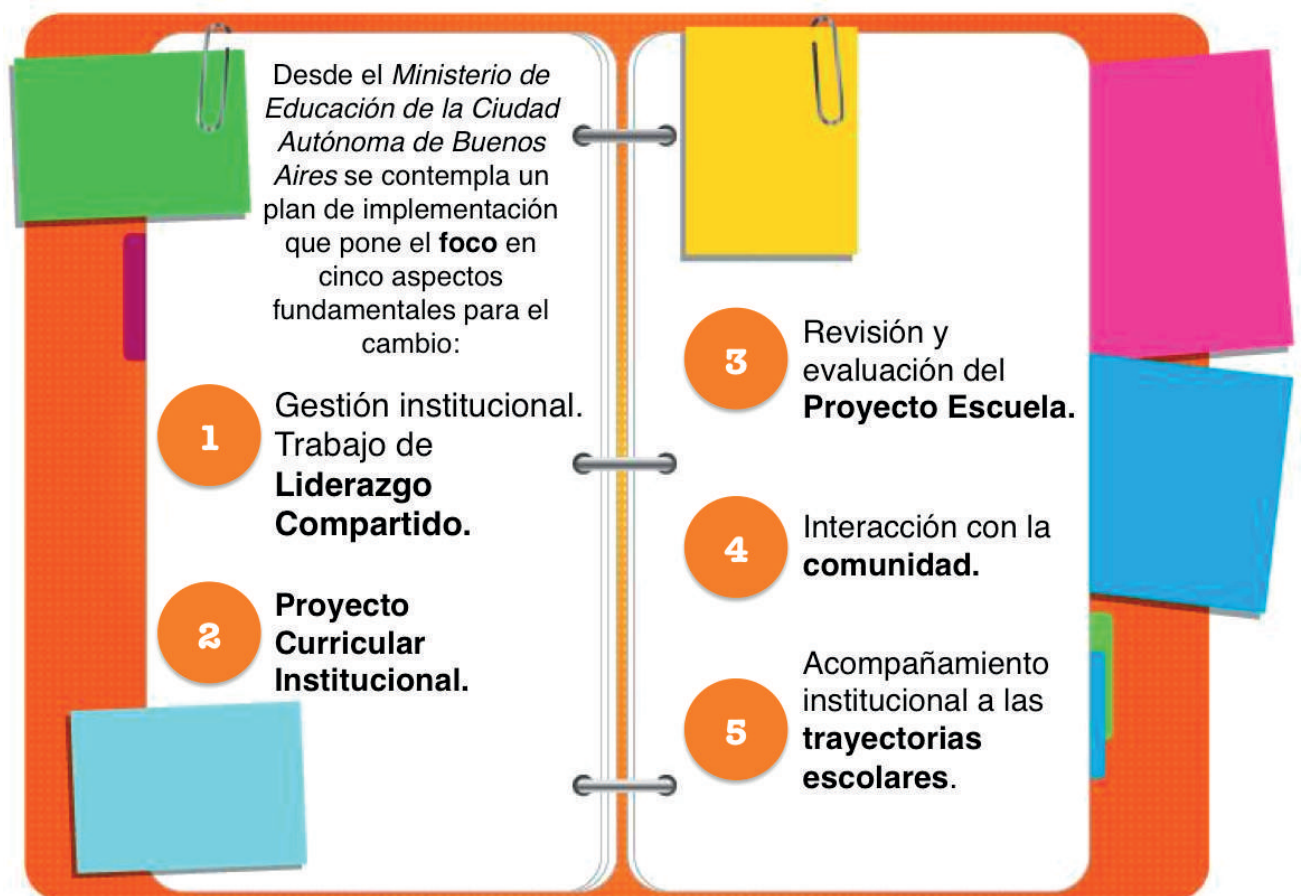 Desde el Ministerio de
Educación de la Ciudad
Autónoma de Buenos
Aires se contempla un
plan de implementación
que pone el foco en
cinco aspectos
fundamentales para el
cambio:
1
Gestión institucional.
Trabajo de
Liderazgo
Compartido.
2
Proyecto
Curricular
Institucional.
3
Revisión y
evaluación del
Proyecto Escuela.
4
Interacción con la
comunidad.
5
Acompañamiento
institucional a las
trayectorias
escolares.